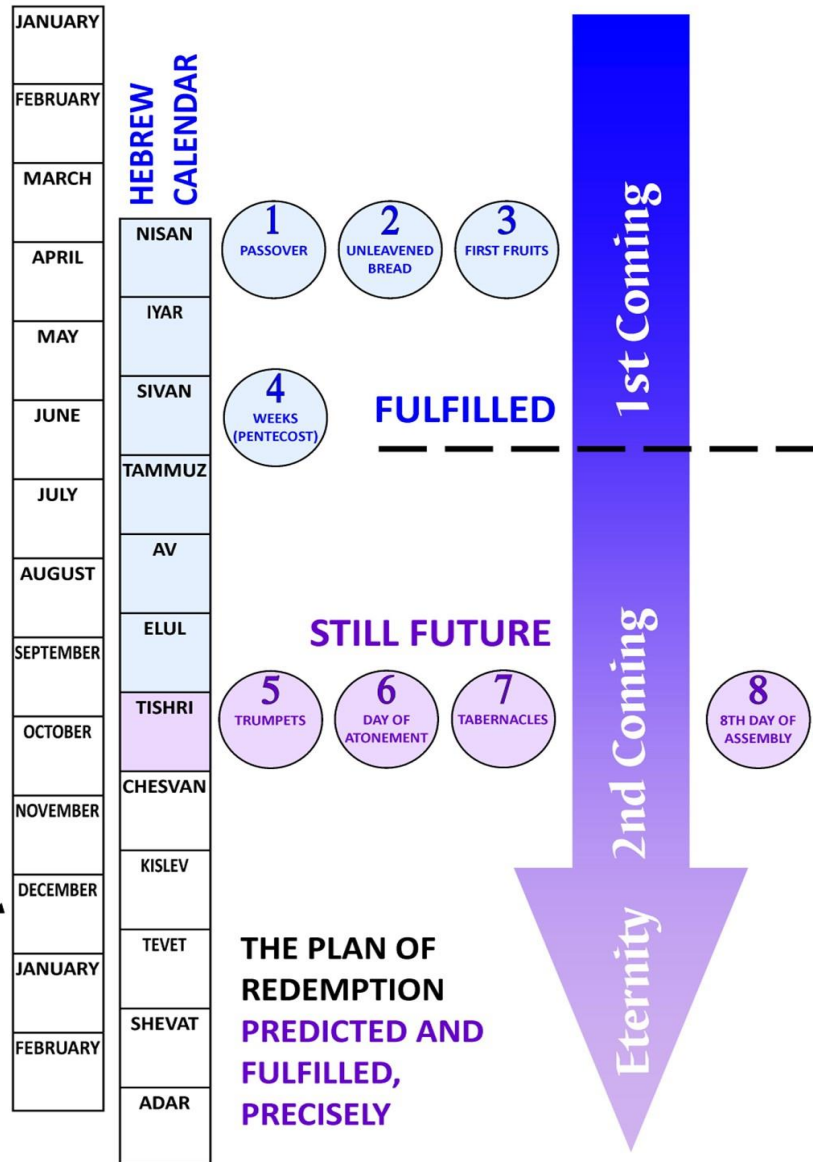 JANUARY
FEBRUARY
MARCH
APRIL
MAY
JUNE
JULY
AUGUST
SEPTEMBER
OCTOBER
NOVEMBER
DECEMBER
JANUARY
FEBRUARY
HEBREW
CALENDAR
NISAN
IYAR
SIVAN
TAMMUZ
AV
ELUL
TISHRI
CHESVAN
KISLEV
TEVET
SHEVAT
ADAR
1
PASSOVER
2
UNLEAVENED
BREAD
3
FIRST FRUITS
4
WEEKS
(PENTECOST)
FULFILLED
STILL FUTURE
5
TRUMPETS
6
DAY OF
ATONEMENT
7
TABERNACLES
8
8TH DAY OF
ASSEMBLY
1st Coming
2nd Coming
Eternity
THE PLAN OF
REDEMPTION
PREDICTED AND
FULFILLED,
PRECISELY